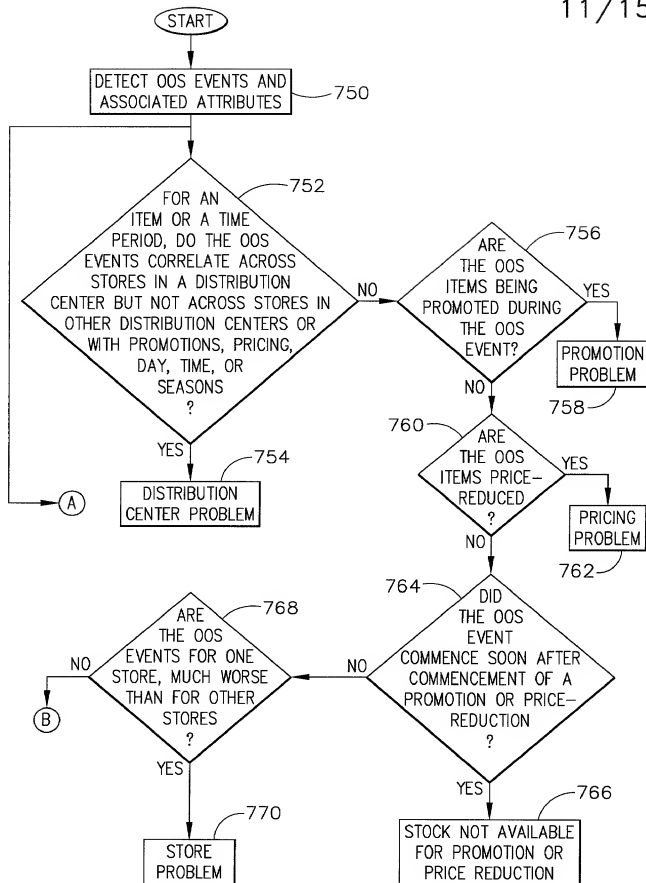 11/15
START
DETECT OOS EVENTS AND
ASSOCIATED ATTRIBUTES
750
752
FOR AN
ITEM OR A TIME
PERIOD, DO THE OOS
EVENTS CORRELATE ACROSS
STORES IN A DISTRIBUTION
CENTER BUT NOT ACROSS STORES IN
OTHER DISTRIBUTION CENTERS OR
WITH PROMOTIONS, PRICING,
DAY, TIME, OR
SEASONS
?
NO
YES
754
DISTRIBUTION
CENTER PROBLEM
A
756
ARE
THE OOS
ITEMS BEING
PROMOTED DURING
THE OOS
EVENT?
YES
NO
PROMOTION
PROBLEM
758
760
ARE
THE OOS
ITEMS PRICE-
REDUCED
?
YES
NO
PRICING
PROBLEM
762
764
DID
THE OOS
EVENT
COMMENCE SOON AFTER
COMMENCEMENT OF A
PROMOTION OR PRICE-
REDUCTION
?
NO
YES
766
STOCK NOT AVAILABLE
FOR PROMOTION OR
PRICE REDUCTION
768
ARE
THE OOS
EVENTS FOR ONE
STORE, MUCH WORSE
THAN FOR OTHER
STORES
?
NO
B
YES
770
STORE
PROBLEM